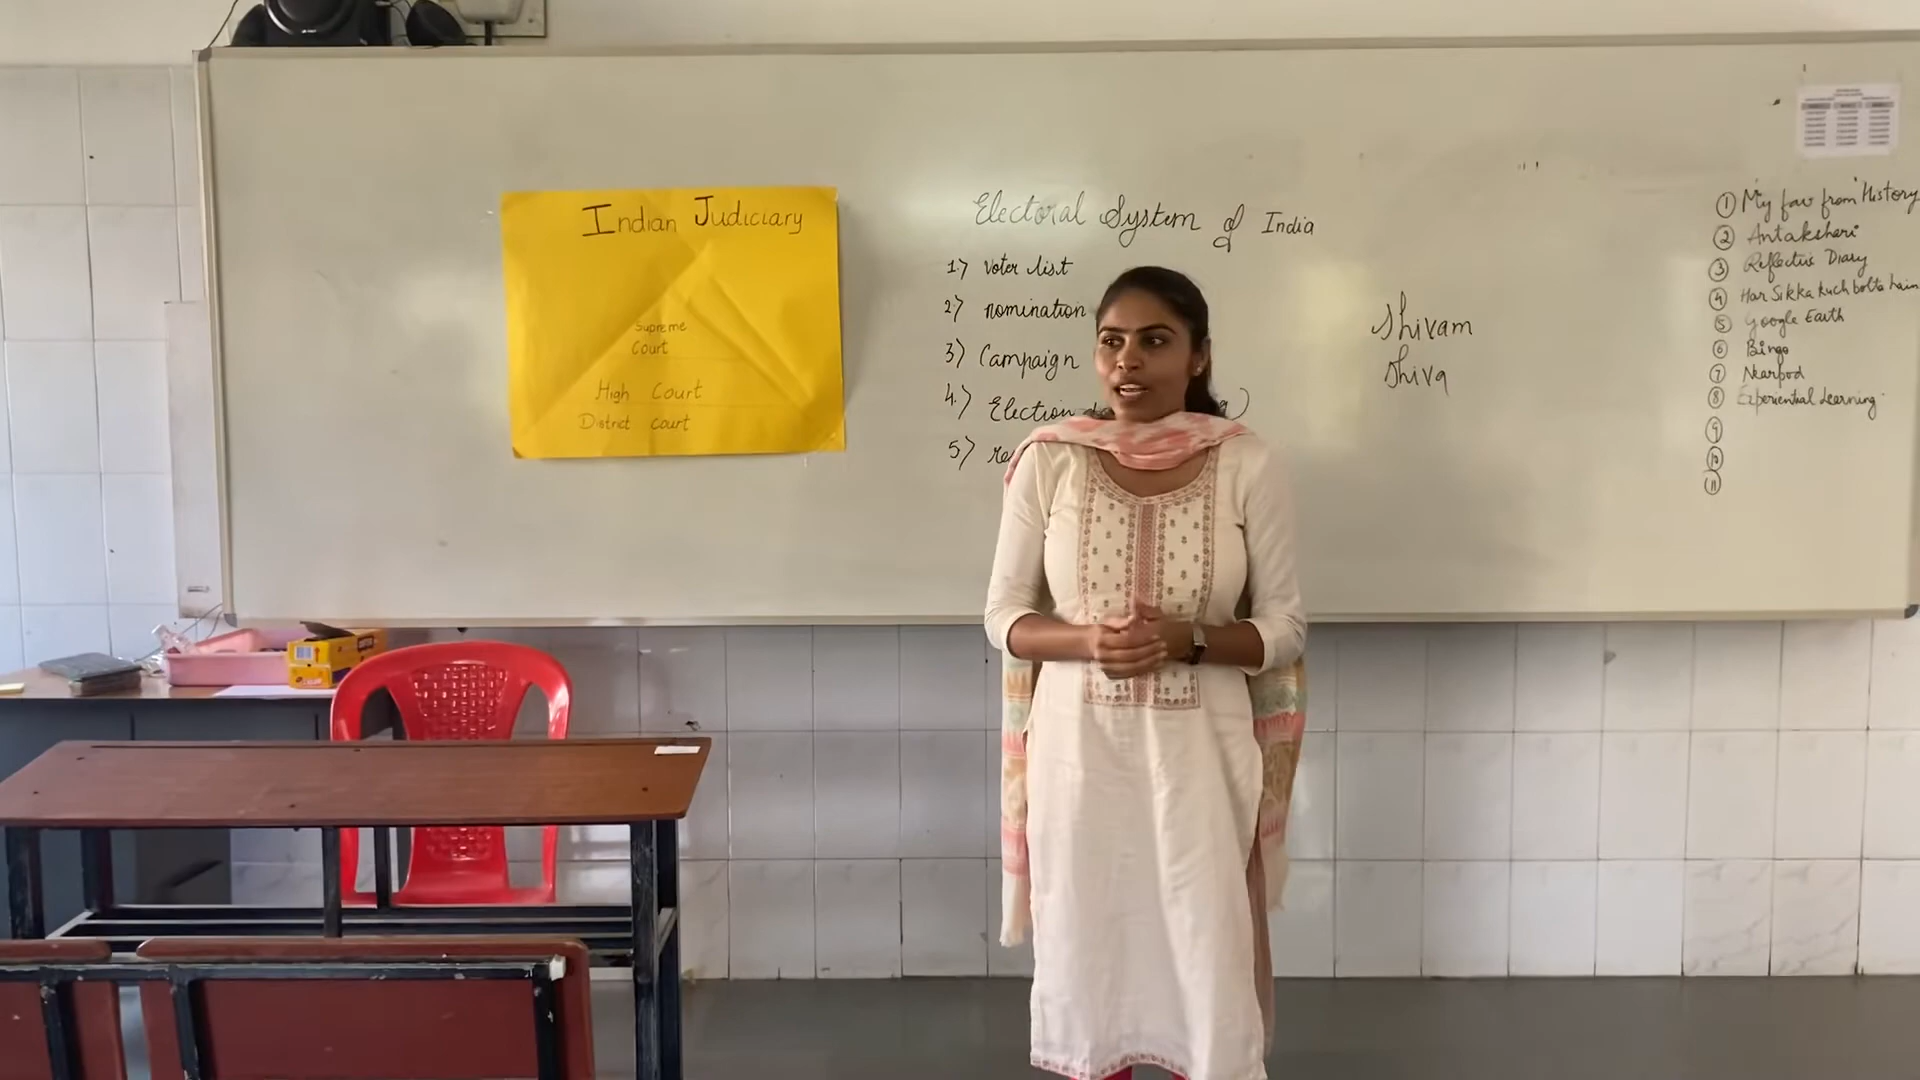 Indian Judiciary
Supreme
Court
High Court
District court
Electoral System of India
1.) Voter list
2.) nomination
3) Campaign
4.) Election
5)
Shivam
Shiva
① My fav from "History
② Antakshari
③ Reflective Diary
④ Har Sikka kuch bolta hain
⑤ Google Earth
⑥ Bingo
⑦ Nearpod
⑧ Experiential Learning
⑨
⑩
⑪